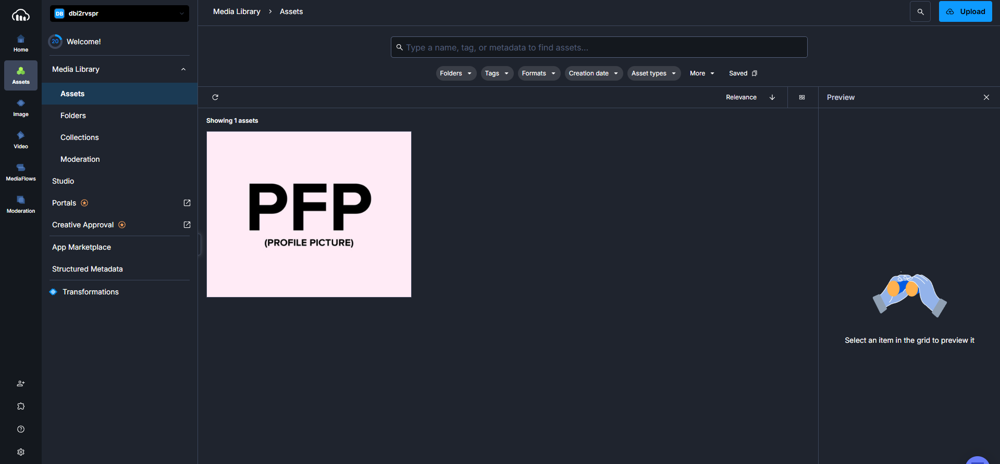 DB dbi2rvspr
20 Welcome!
Home
Assets
Image
Video
MediaFlows
Moderation
Media Library
Assets
Folders
Collections
Moderation
Studio
Portals
Creative Approval
App Marketplace
Structured Metadata
Transformations
Media Library > Assets
Upload
Type a name, tag, or metadata to find assets...
Folders Tags Formats Creation date Asset types More Saved
Relevance
Preview
Showing 1 assets
PFP
(PROFILE PICTURE)
Select an item in the grid to preview it